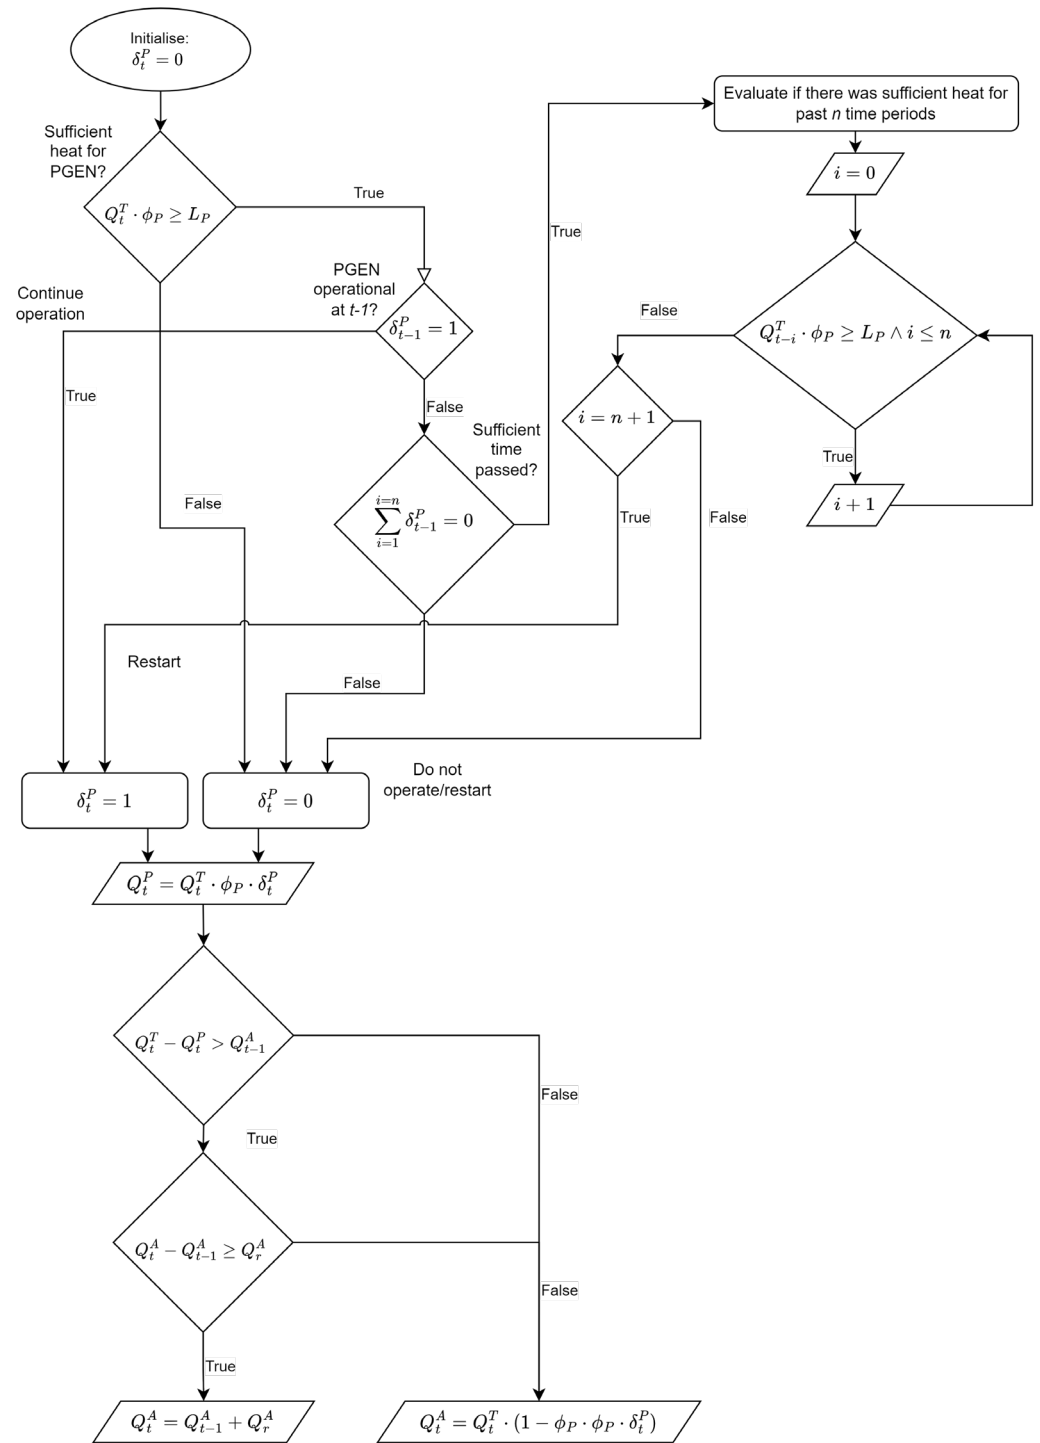 Initialise:
δ_t^P = 0
Sufficient
heat for
PGEN?
Q_t^T · ϕ_P ≥ L_P
True
Evaluate if there was sufficient heat for
past n time periods
i = 0
True
PGEN
operational
at t-1?
δ_{t-1}^P = 1
Continue
operation
True
False
False
Q_{t-i}^T · ϕ_P ≥ L_P ∧ i ≤ n
i = n + 1
Sufficient
time
passed?
∑_{i=1}^{i=n} δ_{t-1}^P = 0
True
i + 1
False
True
False
Restart
False
Do not
operate/restart
δ_t^P = 1
δ_t^P = 0
Q_t^P = Q_t^T · ϕ_P · δ_t^P
Q_t^T − Q_t^P > Q_{t-1}^A
False
True
Q_t^A − Q_{t-1}^A ≥ Q_r^A
False
True
Q_t^A = Q_{t-1}^A + Q_r^A
Q_t^A = Q_t^T · (1 − ϕ_P · ϕ_P · δ_t^P)